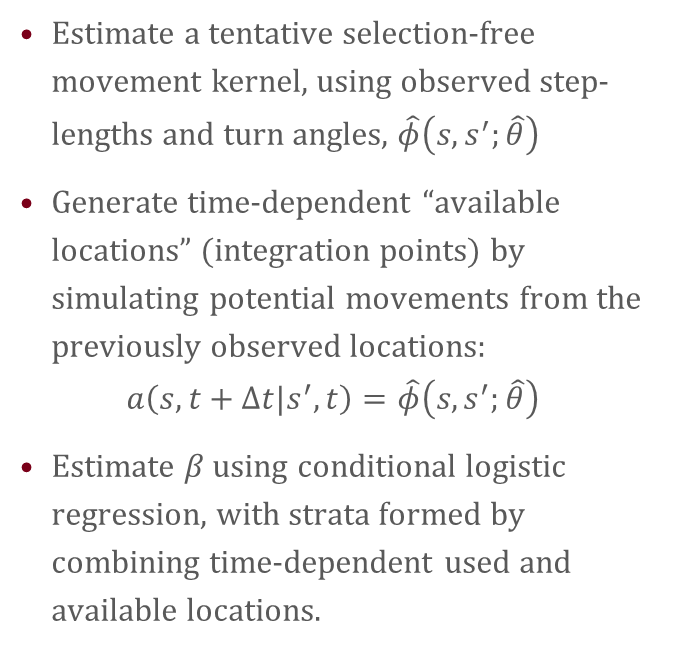 • Estimate a tentative selection-free
movement kernel, using observed step-
lengths and turn angles, ϕ̂(s, s′; θ̂)
• Generate time-dependent “available
locations” (integration points) by
simulating potential movements from the
previously observed locations:
a(s, t + Δt|s′, t) = ϕ̂(s, s′; θ̂)
• Estimate β using conditional logistic
regression, with strata formed by
combining time-dependent used and
available locations.